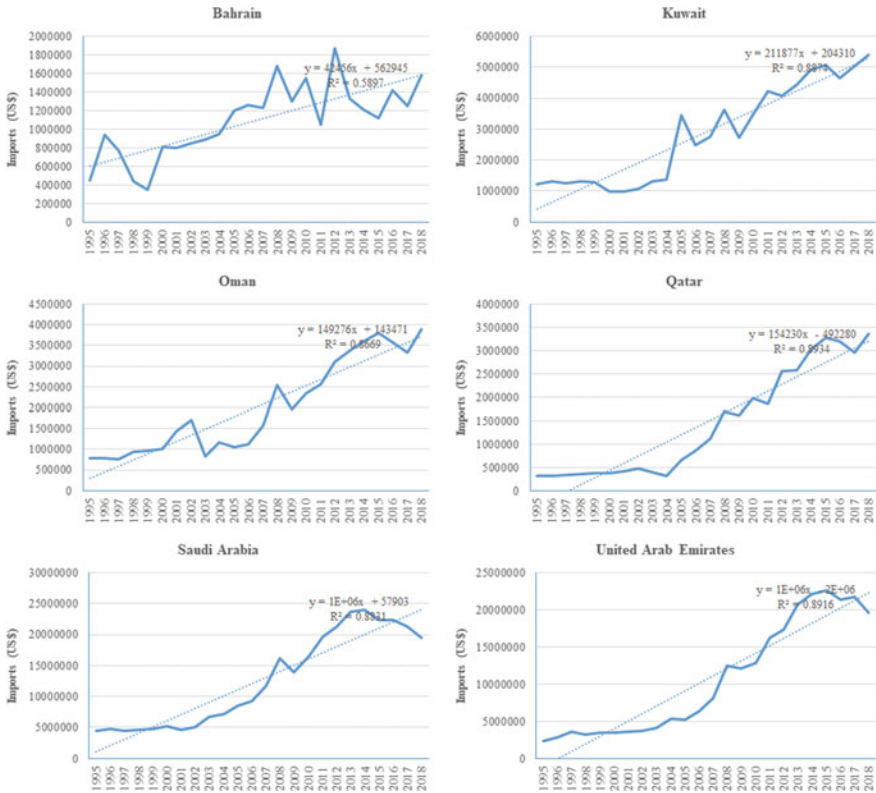 Bahrain
Imports (US$)
2000000
1800000
1600000
1400000
1200000
1000000
800000
600000
400000
200000
0
y = 42456x + 562945
R² = 0.5897
1995 1996 1997 1998 1999 2000 2001 2002 2003 2004 2005 2006 2007 2008 2009 2010 2011 2012 2013 2014 2015 2016 2017 2018
Kuwait
Imports (US$)
6000000
5000000
4000000
3000000
2000000
1000000
0
y = 211877x + 204310
R² = 0.8874
1995 1996 1997 1998 1999 2000 2001 2002 2003 2004 2005 2006 2007 2008 2009 2010 2011 2012 2013 2014 2015 2016 2017 2018
Oman
Imports (US$)
4500000
4000000
3500000
3000000
2500000
2000000
1500000
1000000
500000
0
y = 149276x + 143471
R² = 0.8669
1995 1996 1997 1998 1999 2000 2001 2002 2003 2004 2005 2006 2007 2008 2009 2010 2011 2012 2013 2014 2015 2016 2017 2018
Qatar
Imports (US$)
4000000
3500000
3000000
2500000
2000000
1500000
1000000
500000
0
y = 154230x - 492280
R² = 0.8934
1995 1996 1997 1998 1999 2000 2001 2002 2003 2004 2005 2006 2007 2008 2009 2010 2011 2012 2013 2014 2015 2016 2017 2018
Saudi Arabia
Imports (US$)
30000000
25000000
20000000
15000000
10000000
5000000
0
y = 1E+06x + 57903
R² =
1995 1996 1997 1998 1999 2000 2001 2002 2003 2004 2005 2006 2007 2008 2009 2010 2011 2012 2013 2014 2015 2016 2017 2018
United Arab Emirates
Imports (US$)
25000000
20000000
15000000
10000000
5000000
0
y = 1E+06x - 2E+06
R² = 0.8916
1995 1996 1997 1998 1999 2000 2001 2002 2003 2004 2005 2006 2007 2008 2009 2010 2011 2012 2013 2014 2015 2016 2017 2018